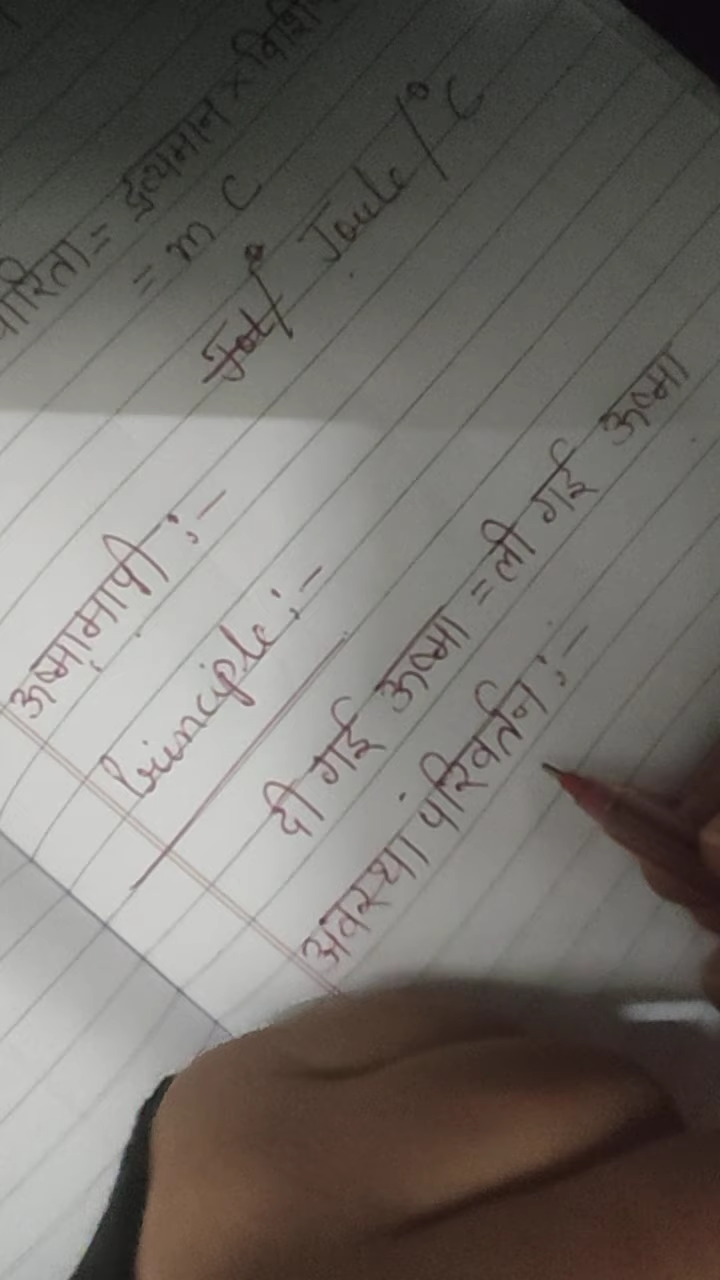 धारिता = द्रव्यमान × विशि
= m C
Joule/°C
ऊष्मामापी :-
Principle :-
दी गई ऊष्मा = ली गई ऊष्मा
अवस्था परिवर्तन :-